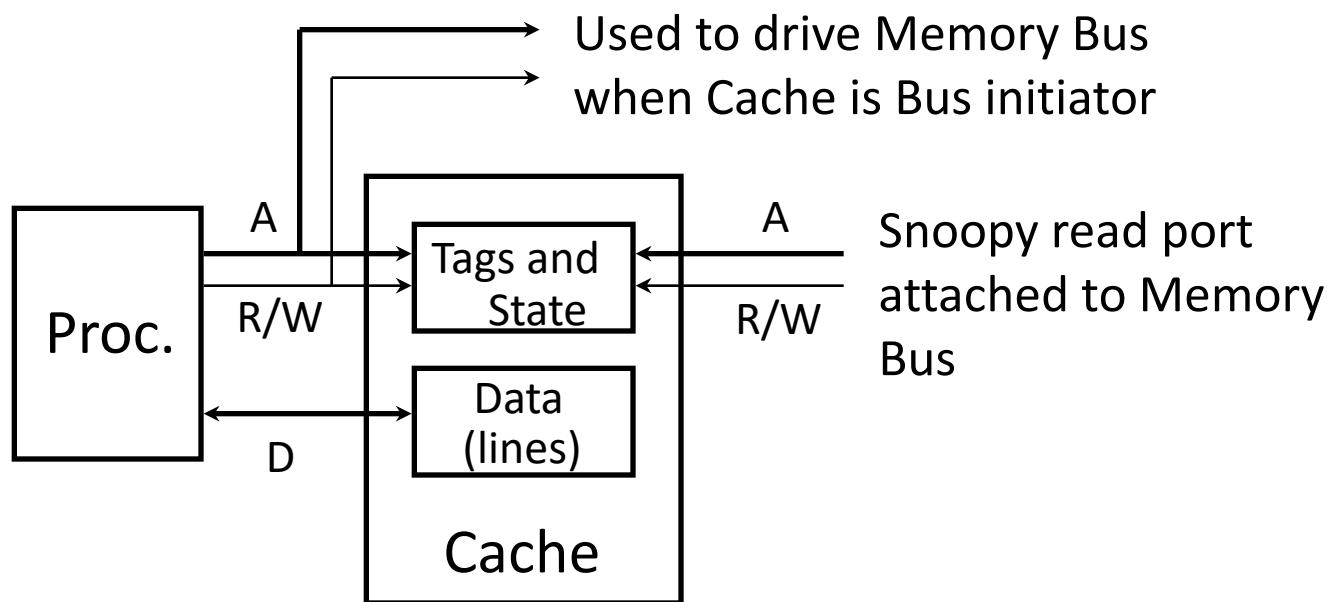 Used to drive Memory Bus
when Cache is Bus initiator
A
A
Snoopy read port
attached to Memory
Bus
Proc.
R/W
Tags and
State
R/W
D
Data
(lines)
Cache